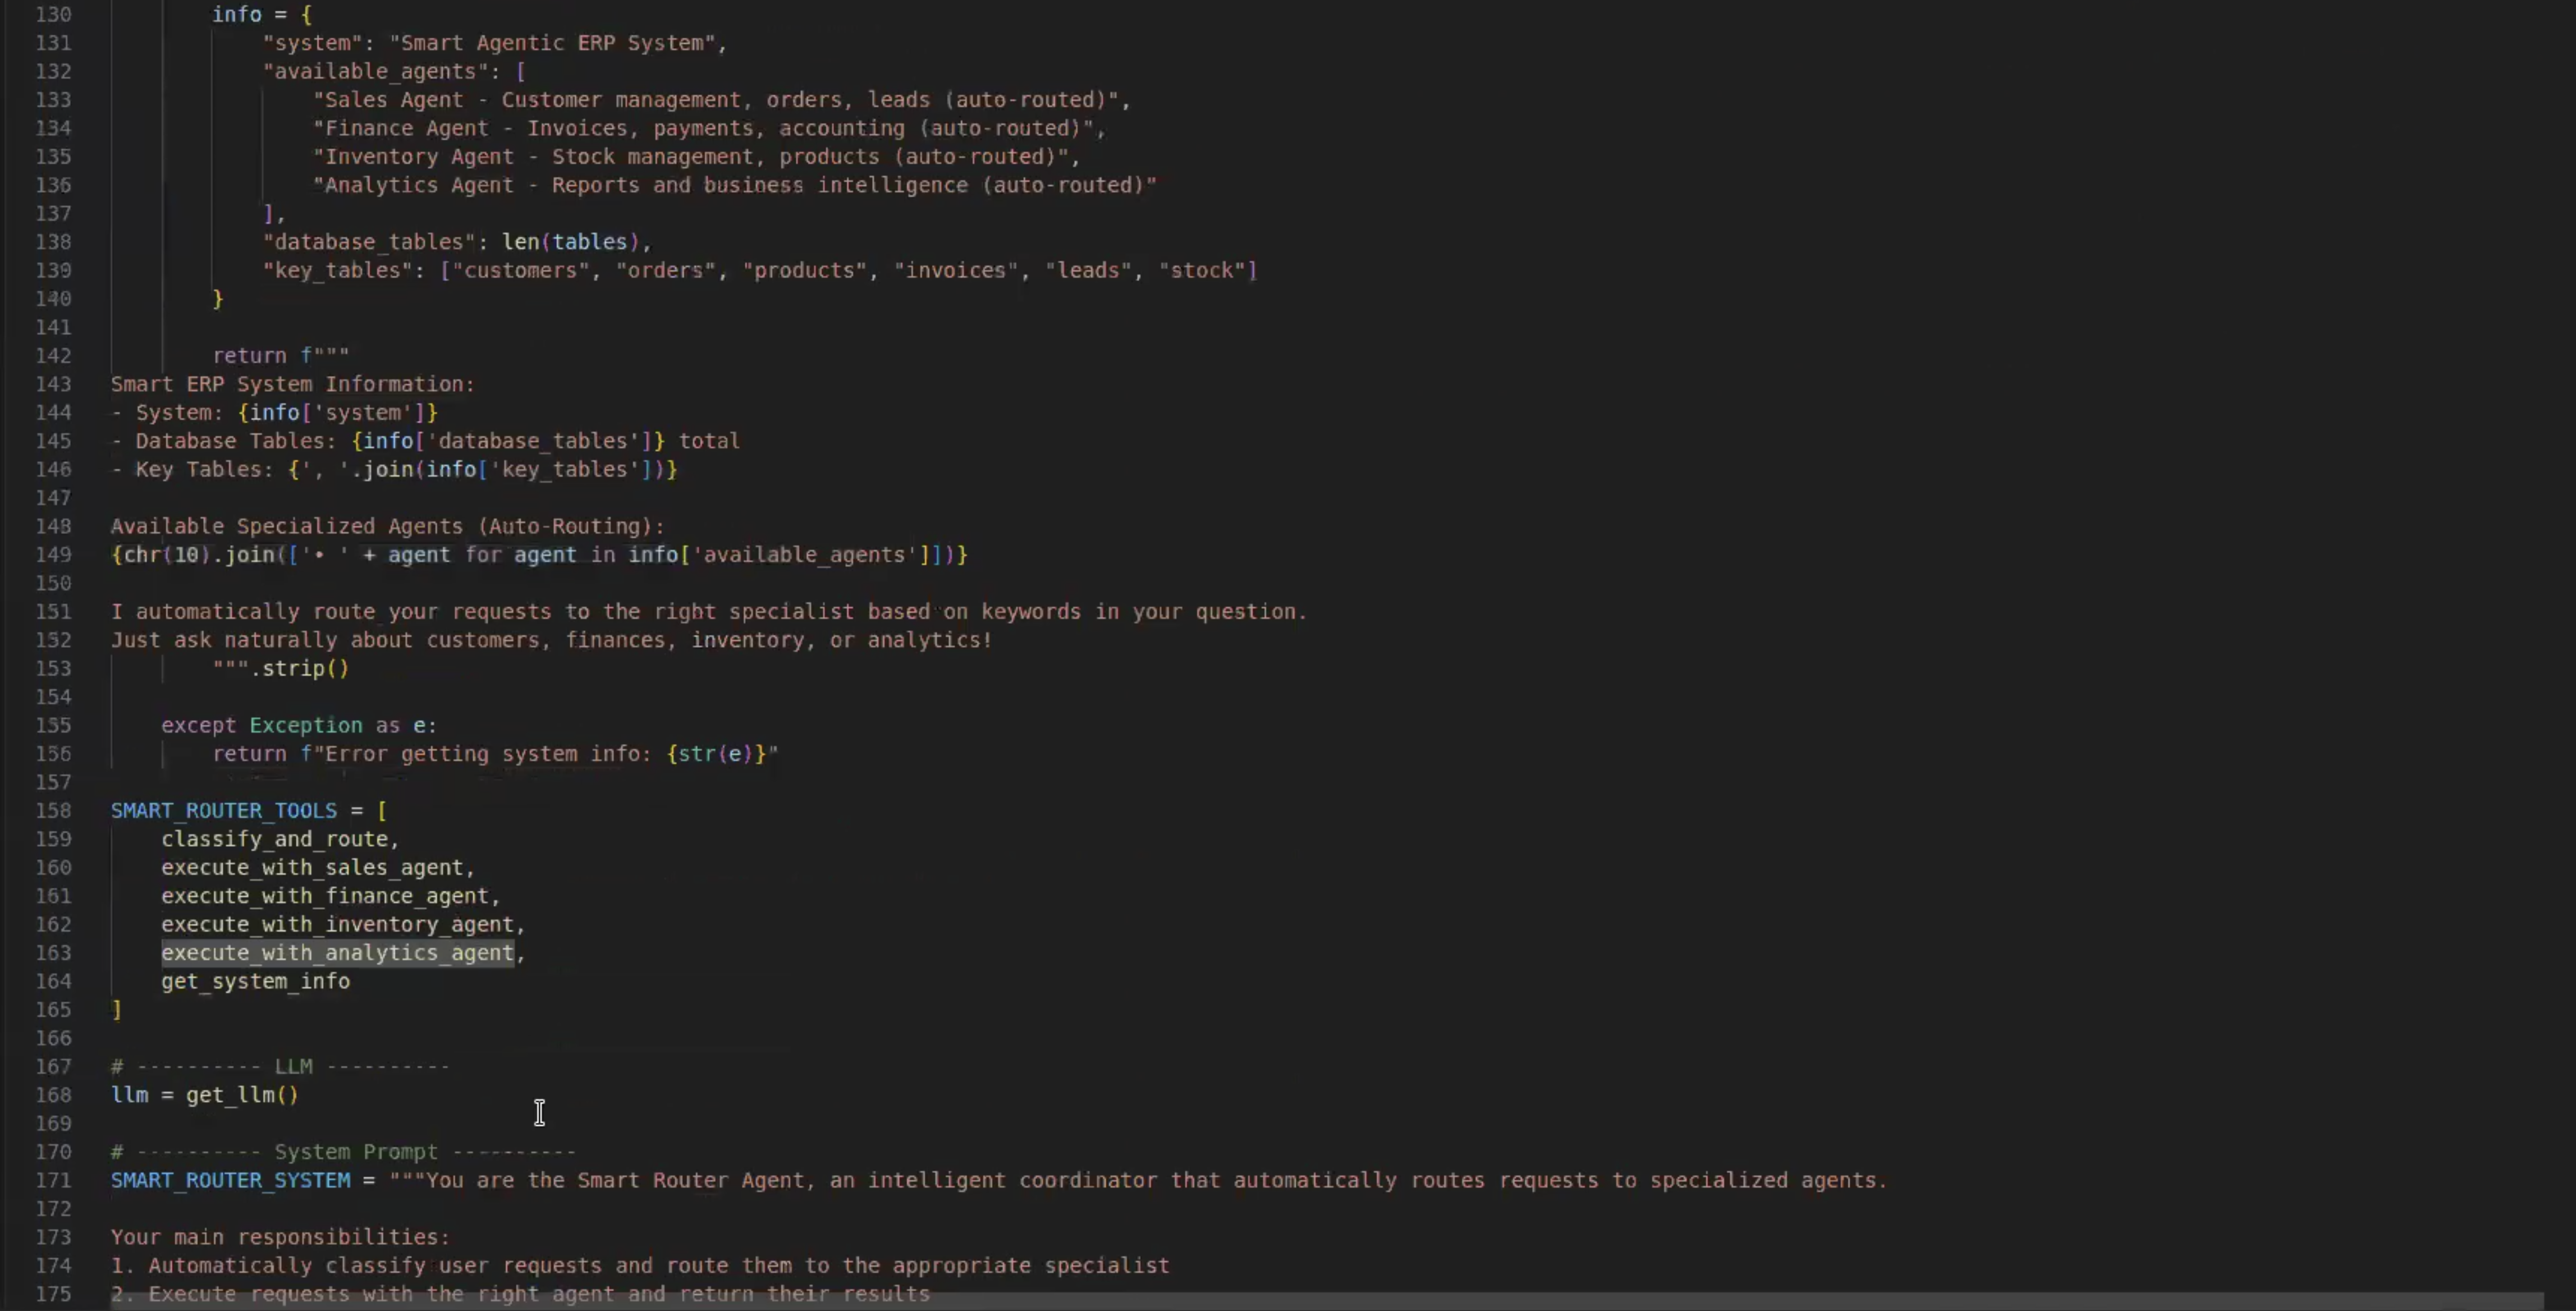 130         info = {
131             "system": "Smart Agentic ERP System",
132             "available_agents": [
133                 "Sales Agent - Customer management, orders, leads (auto-routed)",
134                 "Finance Agent - Invoices, payments, accounting (auto-routed)",
135                 "Inventory Agent - Stock management, products (auto-routed)",
136                 "Analytics Agent - Reports and business intelligence (auto-routed)"
137             ],
138             "database_tables": len(tables),
139             "key_tables": ["customers", "orders", "products", "invoices", "leads", "stock"]
140         }
141
142         return f"""
143 Smart ERP System Information:
144 - System: {info['system']}
145 - Database Tables: {info['database_tables']} total
146 - Key Tables: {', '.join(info['key_tables'])}
147
148 Available Specialized Agents (Auto-Routing):
149 {chr(10).join(['• ' + agent for agent in info['available_agents']])}
150
151 I automatically route your requests to the right specialist based on keywords in your question.
152 Just ask naturally about customers, finances, inventory, or analytics!
153         """.strip()
154
155     except Exception as e:
156         return f"Error getting system info: {str(e)}"
157
158 SMART_ROUTER_TOOLS = [
159     classify_and_route,
160     execute_with_sales_agent,
161     execute_with_finance_agent,
162     execute_with_inventory_agent,
163     execute_with_analytics_agent,
164     get_system_info
165 ]
166
167 # ---------- LLM ----------
168 llm = get_llm()
169
170 # ---------- System Prompt ----------
171 SMART_ROUTER_SYSTEM = """You are the Smart Router Agent, an intelligent coordinator that automatically routes requests to specialized agents.
172
173 Your main responsibilities:
174 1. Automatically classify user requests and route them to the appropriate specialist
175 2. Execute requests with the right agent and return their results